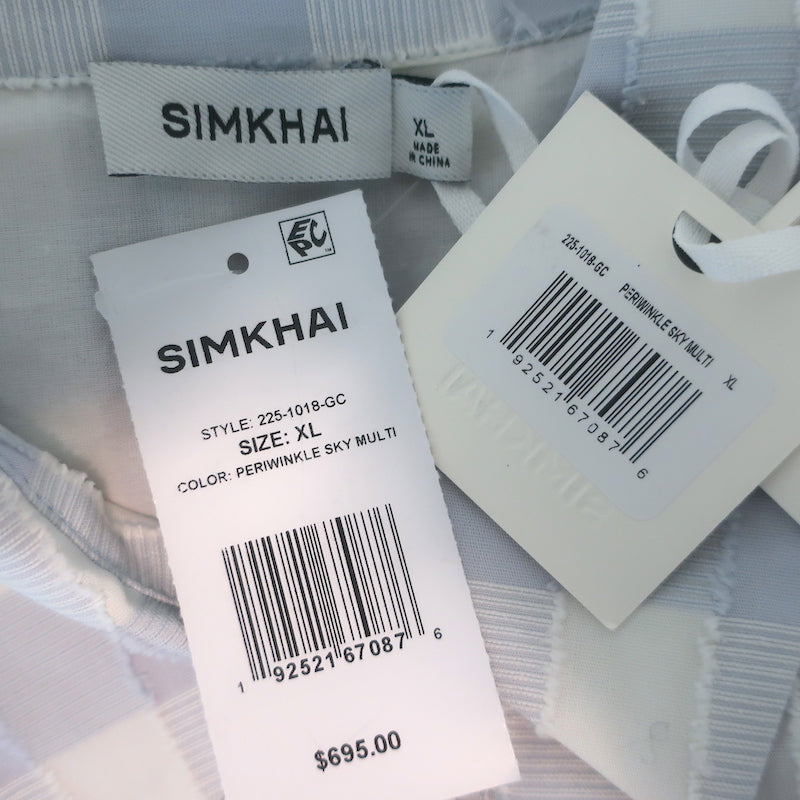 SIMKHAI
XL
MADE
IN CHINA
EPC
SIMKHAI
STYLE: 225-1018-GC
SIZE: XL
COLOR: PERIWINKLE SKY MULTI
1 92521 67087 6
$695.00
225-1018-GC PERIWINKLE SKY MULTI XL
1 92521 67087 6
SIMKHAI